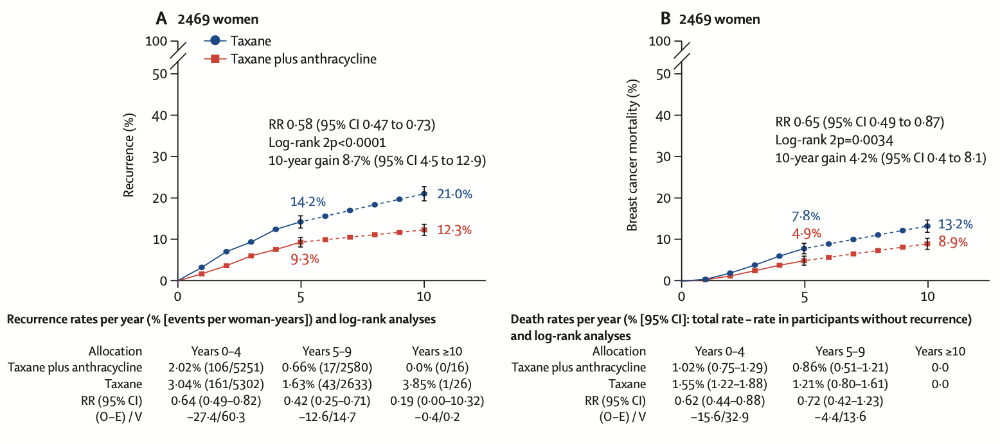 A 2469 women
100
Taxane
Taxane plus anthracycline
50
40
30
20
10
0
Recurrence (%)
RR 0·58 (95% CI 0·47 to 0·73)
Log-rank 2p<0·0001
10-year gain 8·7% (95% CI 4·5 to 12·9)
14·2%
21·0%
12·3%
9·3%
0 5 10
Recurrence rates per year (% [events per woman-years]) and log-rank analyses
Allocation Years 0–4 Years 5–9 Years ≥10
Taxane plus anthracycline 2·02% (106/5251) 0·66% (17/2580) 0·0% (0/16)
Taxane 3·04% (161/5302) 1·63% (43/2633) 3·85% (1/26)
RR (95% CI) 0·64 (0·49–0·82) 0·42 (0·25–0·71) 0·19 (0·00–10·32)
(O–E) / V –27·4/60·3 –12·6/14·7 –0·4/0·2
B 2469 women
100
50
40
30
20
10
0
Breast cancer mortality (%)
RR 0·65 (95% CI 0·49 to 0·87)
Log-rank 2p=0·0034
10-year gain 4·2% (95% CI 0·4 to 8·1)
7·8%
4·9%
13·2%
8·9%
0 5 10
Death rates per year (% [95% CI]: total rate – rate in participants without recurrence)
and log-rank analyses
Allocation Years 0–4 Years 5–9 Years ≥10
Taxane plus anthracycline 1·02% (0·75–1·29) 0·86% (0·51–1·21) 0·0
Taxane 1·55% (1·22–1·88) 1·21% (0·80–1·61) 0·0
RR (95% CI) 0·62 (0·44–0·88) 0·72 (0·42–1·23)
(O–E) / V –15·6/32·9 –4·4/13·6